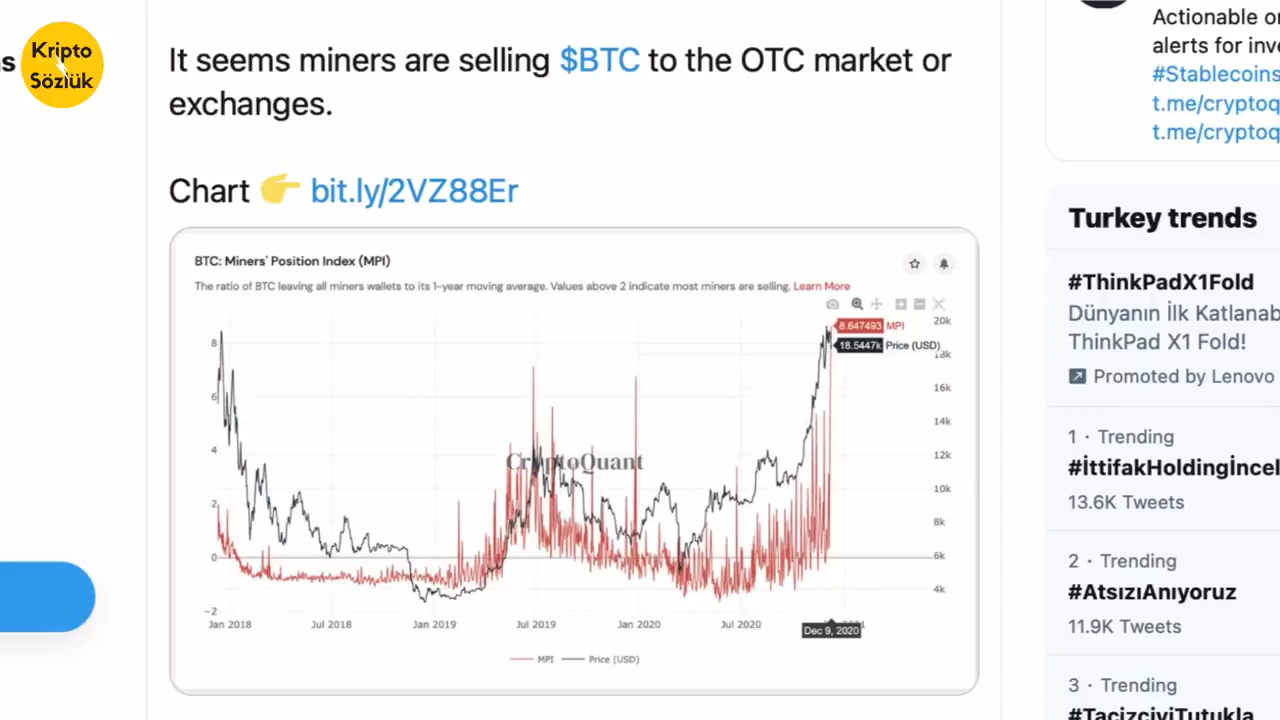 s
Kripto
Sözlük
It seems miners are selling $BTC to the OTC market or
exchanges.
Chart 👉 bit.ly/2VZ88Er
BTC: Miners' Position Index (MPI)
The ratio of BTC leaving all miners wallets to its 1-year moving average. Values above 2 indicate most miners are selling. Learn More
8.647493 MPI
18.5447k Price (USD)
20k
18k
16k
14k
12k
10k
8k
6k
4k
8
6
4
2
0
-2
CryptoQuant
Jan 2018
Jul 2018
Jan 2019
Jul 2019
Jan 2020
Jul 2020
Dec 9, 2020
MPI
Price (USD)
Actionable o
alerts for inve
#Stablecoins
t.me/cryptoq
t.me/cryptoq
Turkey trends
#ThinkPadX1Fold
Dünyanın İlk Katlanab
ThinkPad X1 Fold!
Promoted by Lenovo
1 · Trending
#İttifakHoldingİncel
13.6K Tweets
2 · Trending
#AtsızıAnıyoruz
11.9K Tweets
3 · Trending
#TacizciyiTutukla